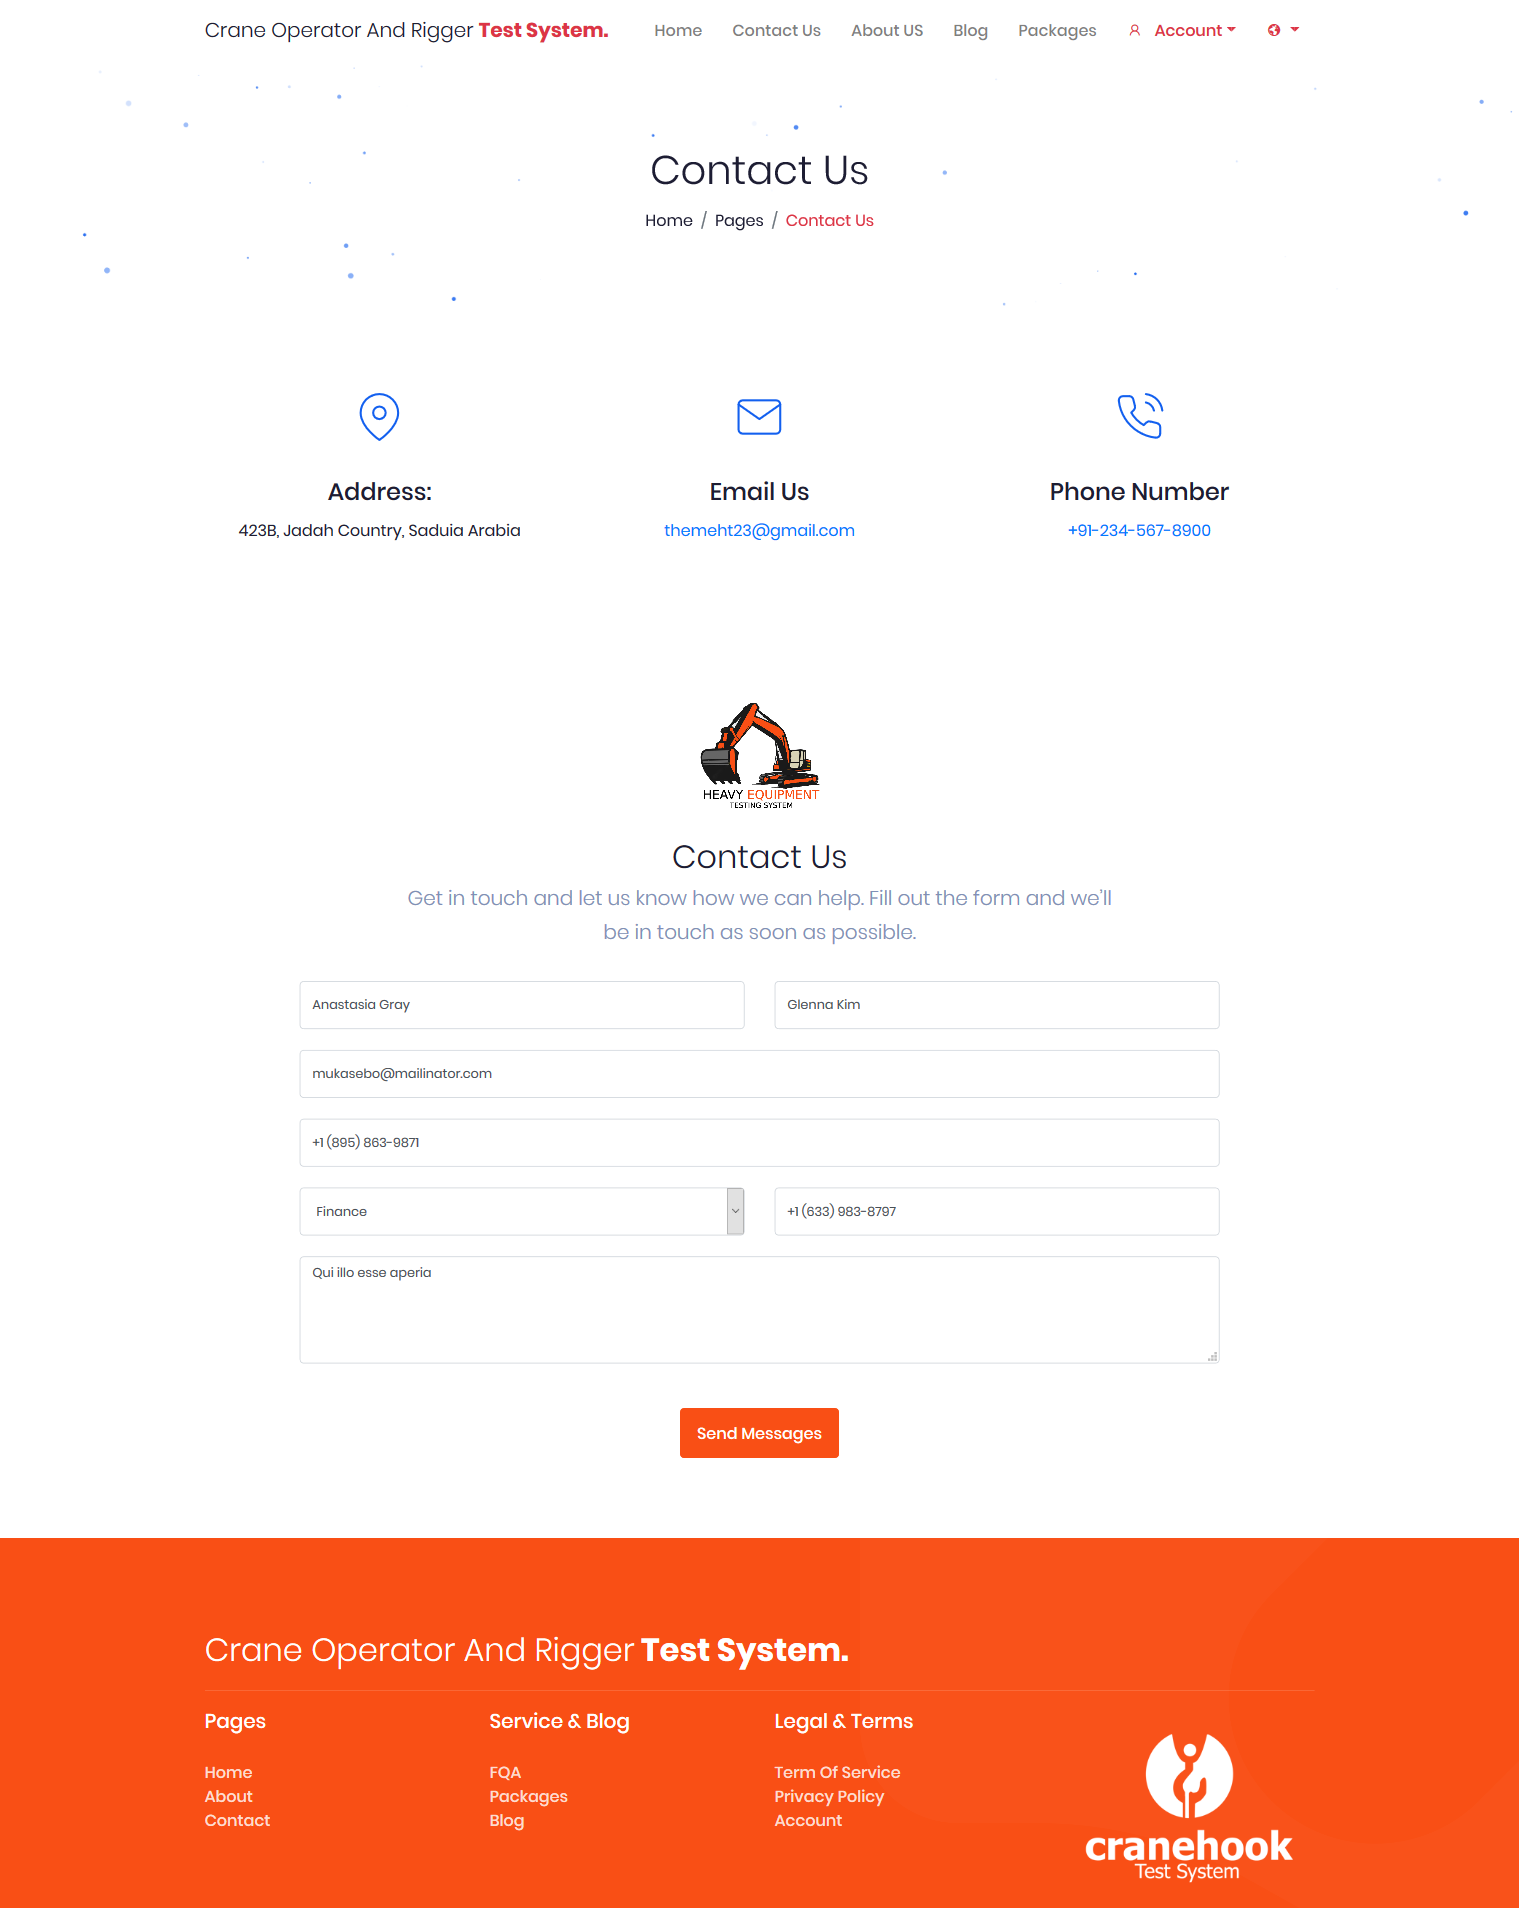 Crane Operator And Rigger Test System.
Home
Contact Us
About US
Blog
Packages
Account
Contact Us
Home / Pages / Contact Us
Address:
423B, Jadah Country, Saduia Arabia
Email Us
themeht23@gmail.com
Phone Number
+91-234-567-8900
HEAVY EQUIPMENT
TESTING SYSTEM
Contact Us
Get in touch and let us know how we can help. Fill out the form and we'll
be in touch as soon as possible.
Anastasia Gray
Glenna Kim
mukasebo@mailinator.com
+1 (895) 863-9871
Finance
+1 (633) 983-8797
Qui illo esse aperia
Send Messages
Crane Operator And Rigger Test System.
Pages
Home
About
Contact
Service & Blog
FQA
Packages
Blog
Legal & Terms
Term Of Service
Privacy Policy
Account
cranehook
Test System